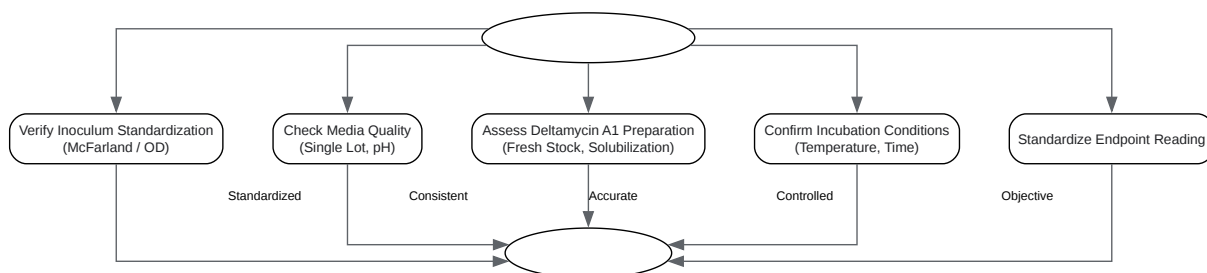 Verify Inoculum Standardization
(McFarland / OD)
Check Media Quality
(Single Lot, pH)
Assess Deltamycin A1 Preparation
(Fresh Stock, Solubilization)
Confirm Incubation Conditions
(Temperature, Time)
Standardize Endpoint Reading
Standardized
Consistent
Accurate
Controlled
Objective